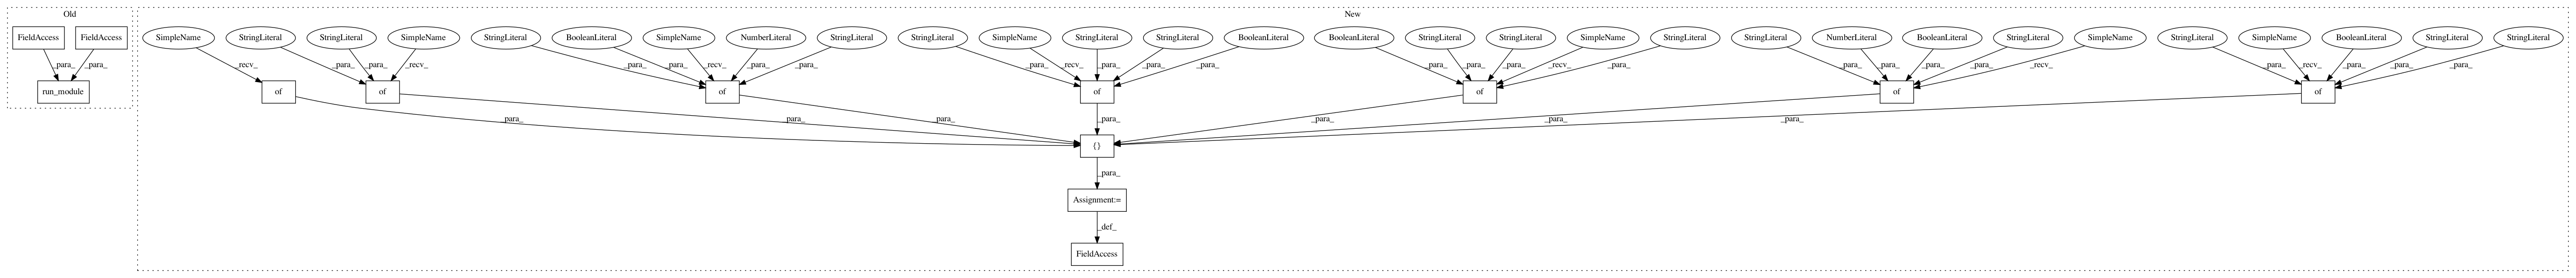 Old New
FieldAccess FieldAccess SimpleName StringLiteral StringLiteral SimpleName StringLiteral BooleanLiteral SimpleName NumberLiteral StringLiteral StringLiteral SimpleName StringLiteral StringLiteral BooleanLiteral BooleanLiteral StringLiteral StringLiteral SimpleName StringLiteral StringLiteral NumberLiteral BooleanLiteral StringLiteral SimpleName StringLiteral SimpleName BooleanLiteral StringLiteral StringLiteral
_para_ _para_ _recv_ _para_ _para_ _recv_ _para_ _para_ _recv_ _para_ _para_ _para_ _recv_ _para_ _para_ _para_ _para_ _para_ _para_ _recv_ _para_ _para_ _para_ _para_ _para_ _recv_ _para_ _recv_ _para_ _para_ _para_
run_module of of of of of of of
_para_ _para_ _para_ _para_ _para_ _para_ _para_
{}
_para_
Assignment:=
_def_
FieldAccess